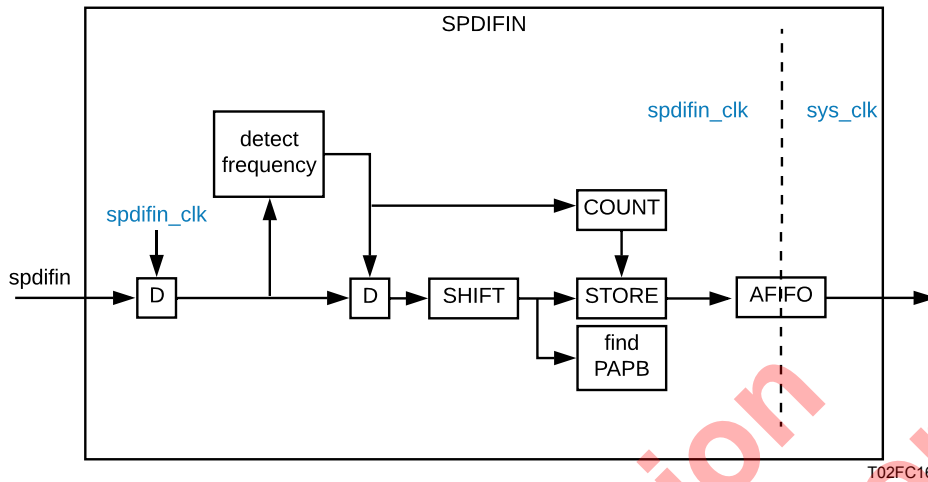 SPDIFIN
spdifin_clk
sys_clk
detect
frequency
spdifin_clk
COUNT
spdifin
D
D
SHIFT
STORE
AFIFO
find
PAPB